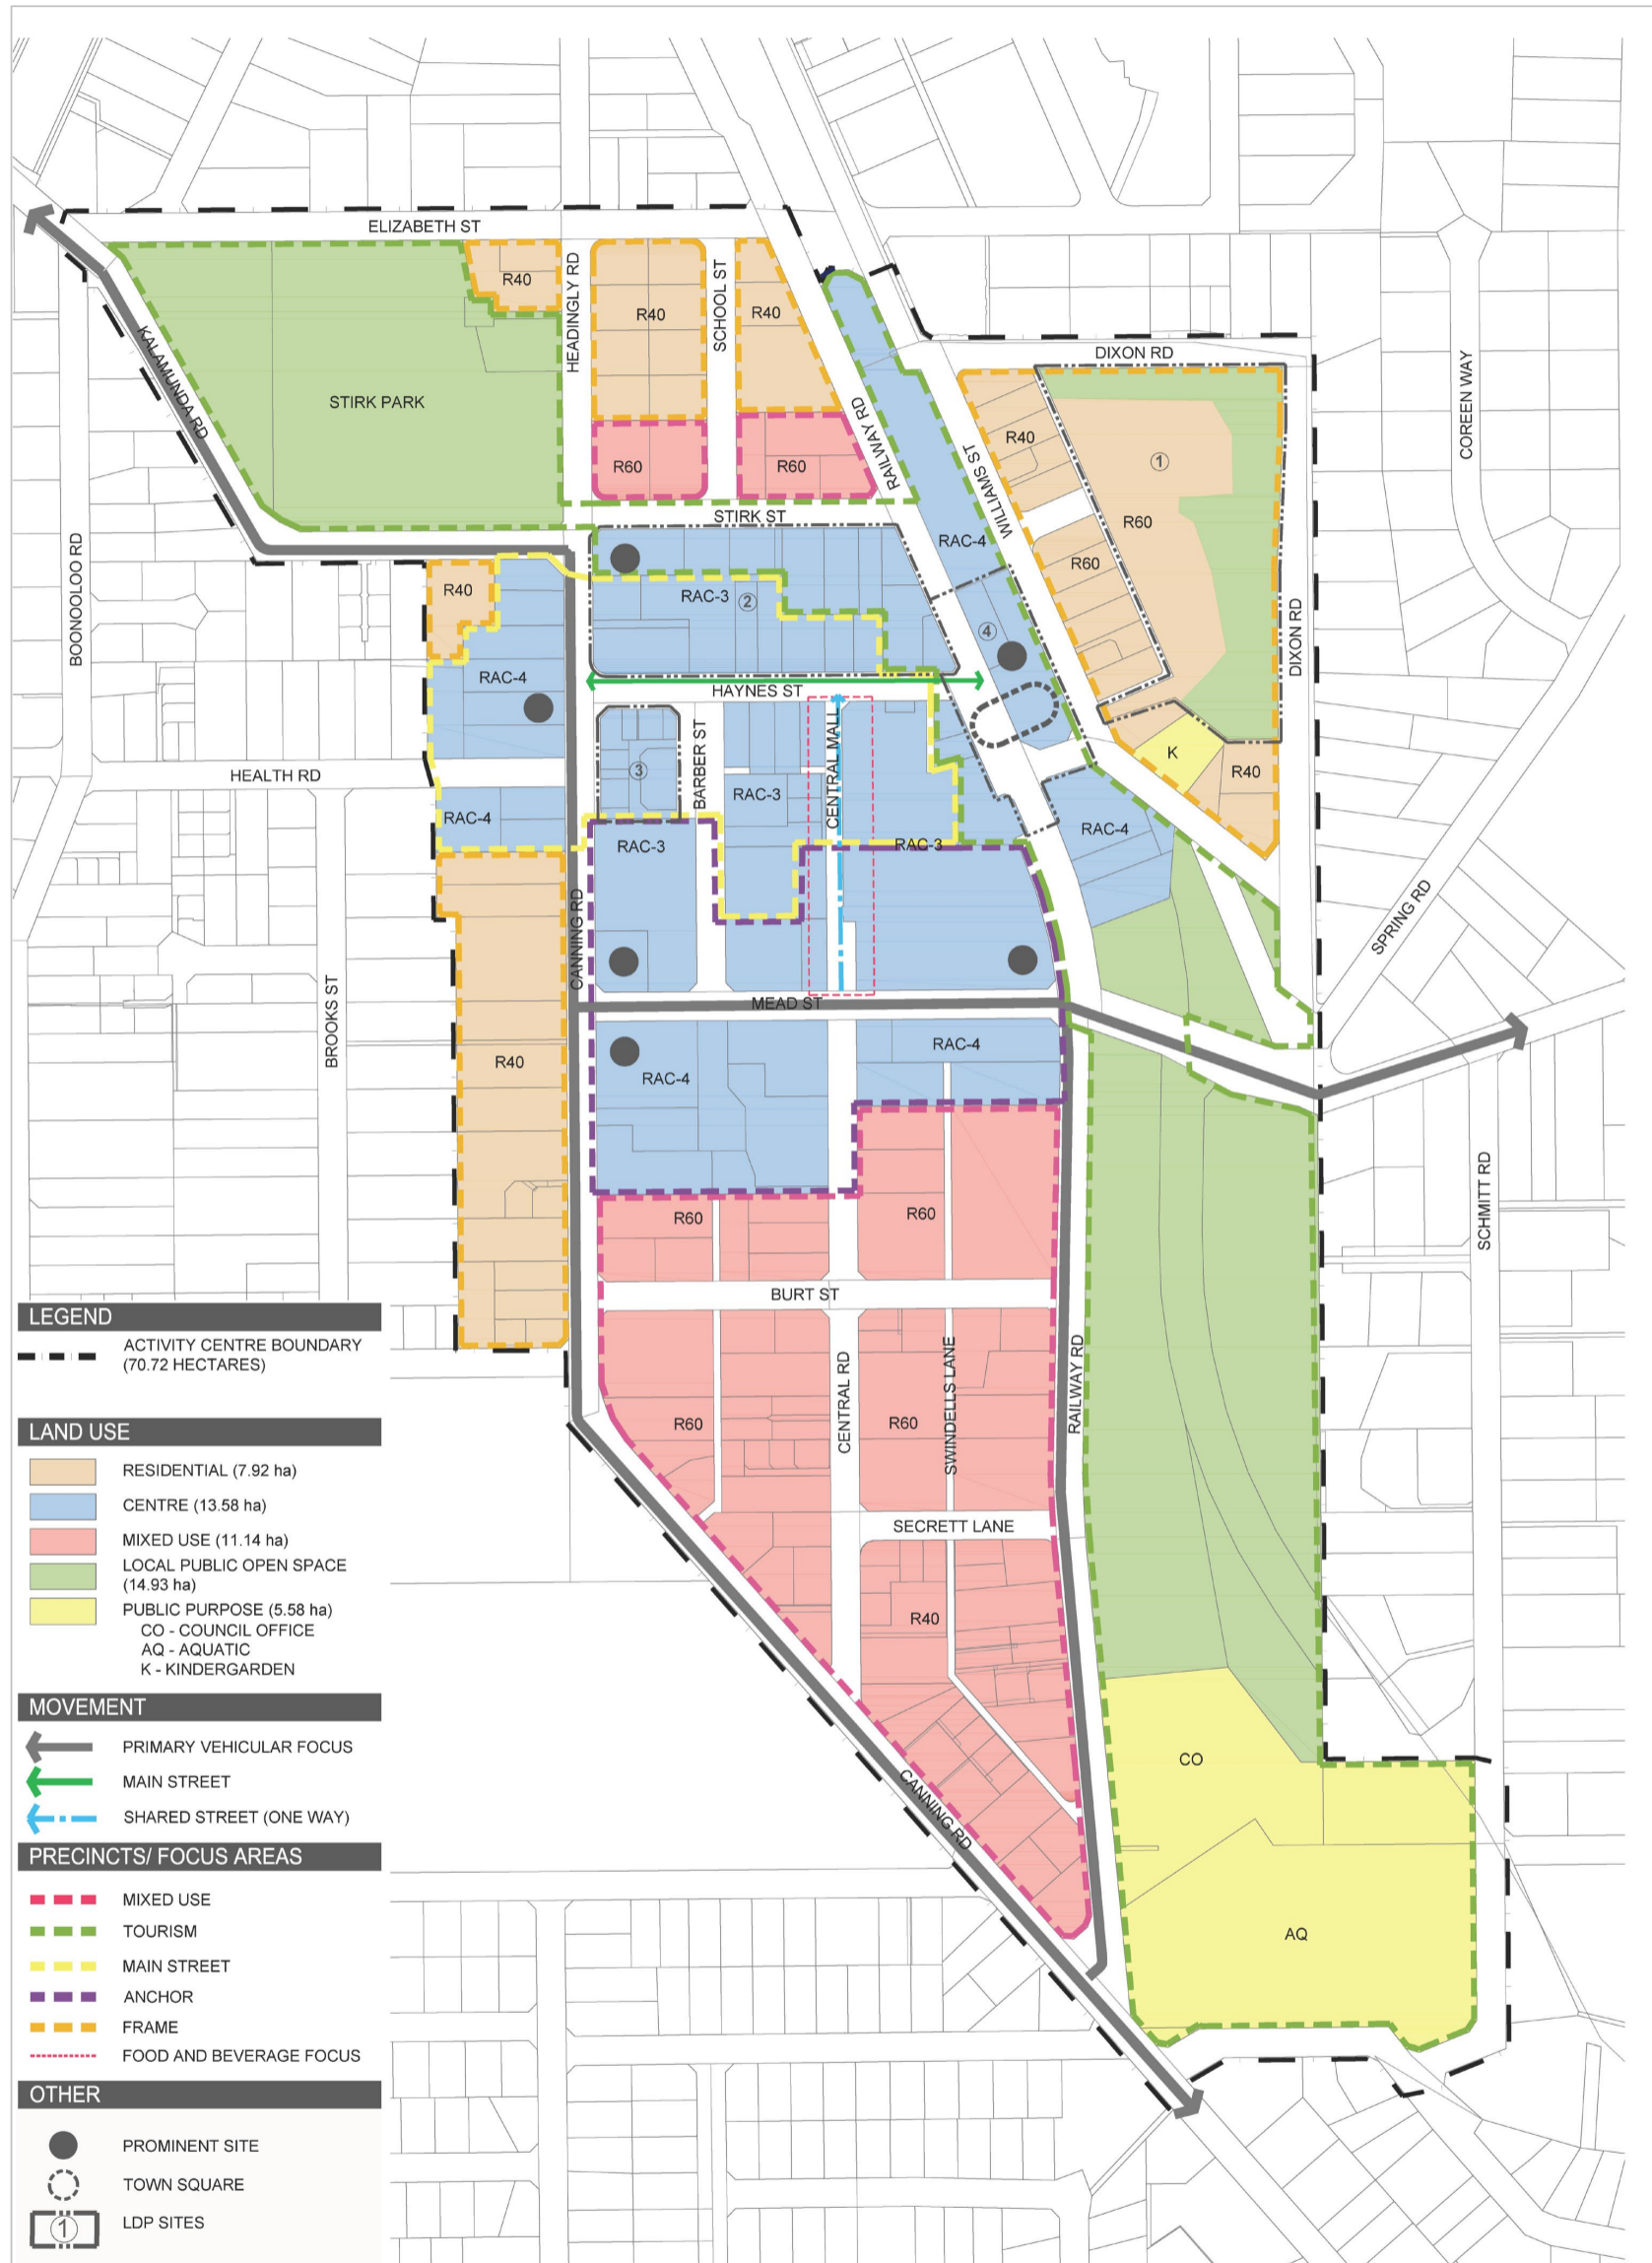 ELIZABETH ST
R40
HEADINGLY RD
R40
SCHOOL ST
R40
DIXON RD
COREEN WAY
KALAMUNDA RD
STIRK PARK
RAILWAY RD
R40
1
WILLIAMS ST
R60
R60
STIRK ST
R60
RAC-4
R60
BOONOOLOO RD
R40
RAC-3
2
4
DIXON RD
RAC-4
HAYNES ST
HEALTH RD
3
BARBER ST
CENTRAL MALL
K
R40
RAC-3
RAC-4
RAC-3
RAC-3
RAC-4
SPRING RD
CANNING RD
MEAD ST
BROOKS ST
R40
RAC-4
RAC-4
SCHMITT RD
R60
R60
BURT ST
R60
CENTRAL RD
R60
SWINDELLS LANE
RAILWAY RD
SECRETT LANE
R40
CO
CANNING RD
AQ
LEGEND
ACTIVITY CENTRE BOUNDARY
(70.72 HECTARES)
LAND USE
RESIDENTIAL (7.92 ha)
CENTRE (13.58 ha)
MIXED USE (11.14 ha)
LOCAL PUBLIC OPEN SPACE
(14.93 ha)
PUBLIC PURPOSE (5.58 ha)
CO - COUNCIL OFFICE
AQ - AQUATIC
K - KINDERGARDEN
MOVEMENT
PRIMARY VEHICULAR FOCUS
MAIN STREET
SHARED STREET (ONE WAY)
PRECINCTS/ FOCUS AREAS
MIXED USE
TOURISM
MAIN STREET
ANCHOR
FRAME
FOOD AND BEVERAGE FOCUS
OTHER
PROMINENT SITE
TOWN SQUARE
1
LDP SITES